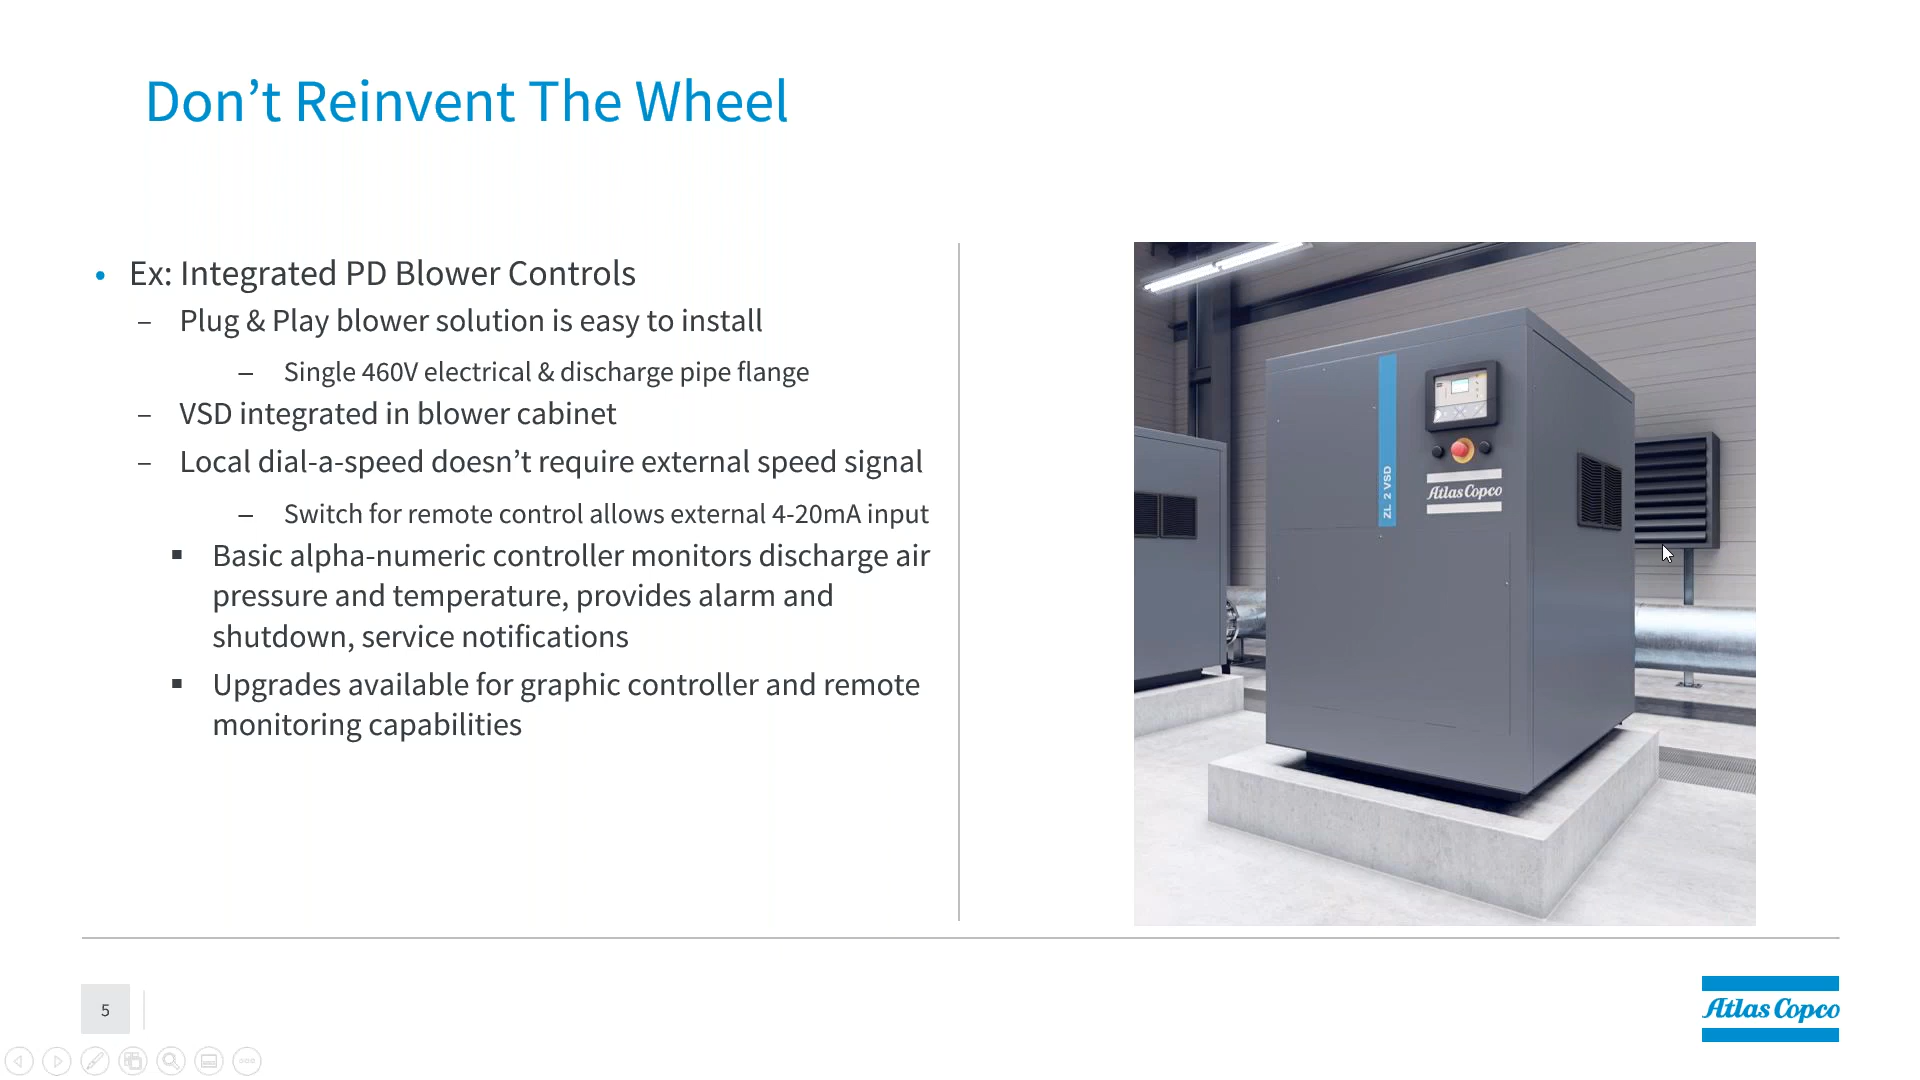 Don’t Reinvent The Wheel
• Ex: Integrated PD Blower Controls
– Plug & Play blower solution is easy to install
– Single 460V electrical & discharge pipe flange
– VSD integrated in blower cabinet
– Local dial-a-speed doesn’t require external speed signal
– Switch for remote control allows external 4-20mA input
▪ Basic alpha-numeric controller monitors discharge air
pressure and temperature, provides alarm and
shutdown, service notifications
▪ Upgrades available for graphic controller and remote
monitoring capabilities
ZL 2 VSD
Atlas Copco
5
Atlas Copco